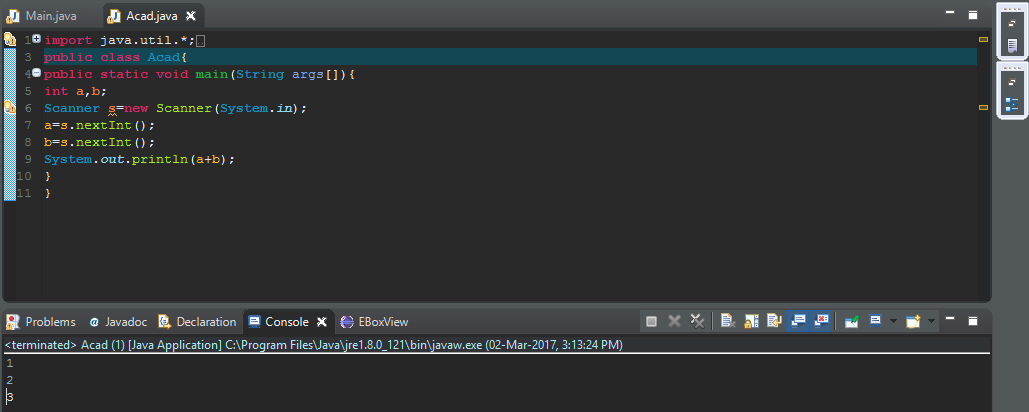 Main.java Acad.java
1 import java.util.*;
3 public class Acad{
4 public static void main(String args[]){
5 int a,b;
6 Scanner s=new Scanner(System.in);
7 a=s.nextInt();
8 b=s.nextInt();
9 System.out.println(a+b);
10 }
11 }
Problems @ Javadoc Declaration Console EBoxView
<terminated> Acad (1) [Java Application] C:\Program Files\Java\jre1.8.0_121\bin\javaw.exe (02-Mar-2017, 3:13:24 PM)
1
2
3